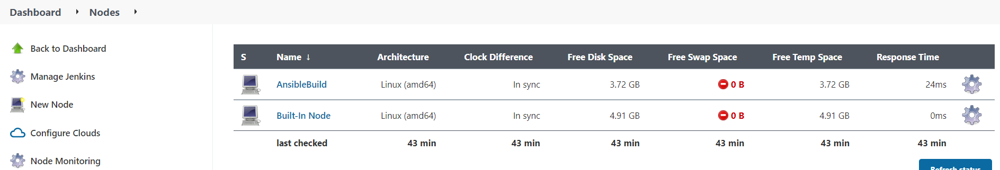 Dashboard Nodes
Back to Dashboard
Manage Jenkins
New Node
Configure Clouds
Node Monitoring
S Name ↓ Architecture Clock Difference Free Disk Space Free Swap Space Free Temp Space Response Time
AnsibleBuild Linux (amd64) In sync 3.72 GB 0 B 3.72 GB 24ms
Built-In Node Linux (amd64) In sync 4.91 GB 0 B 4.91 GB 0ms
last checked 43 min 43 min 43 min 43 min 43 min 43 min
Refresh status